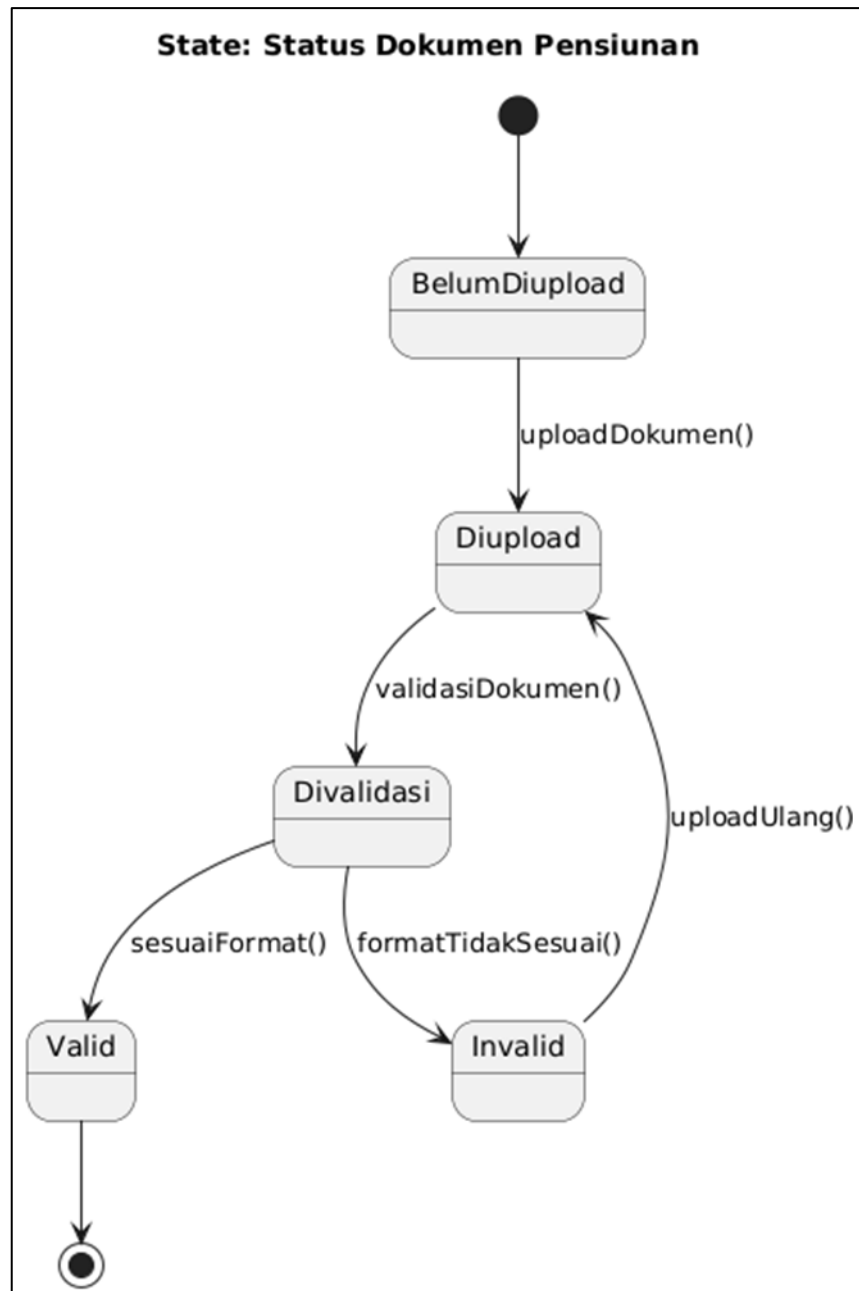 State: Status Dokumen Pensiunan
BelumDiupload
uploadDokumen()
Diupload
validasiDokumen()
Divalidasi
uploadUlang()
sesuaiFormat()
formatTidakSesuai()
Valid
Invalid